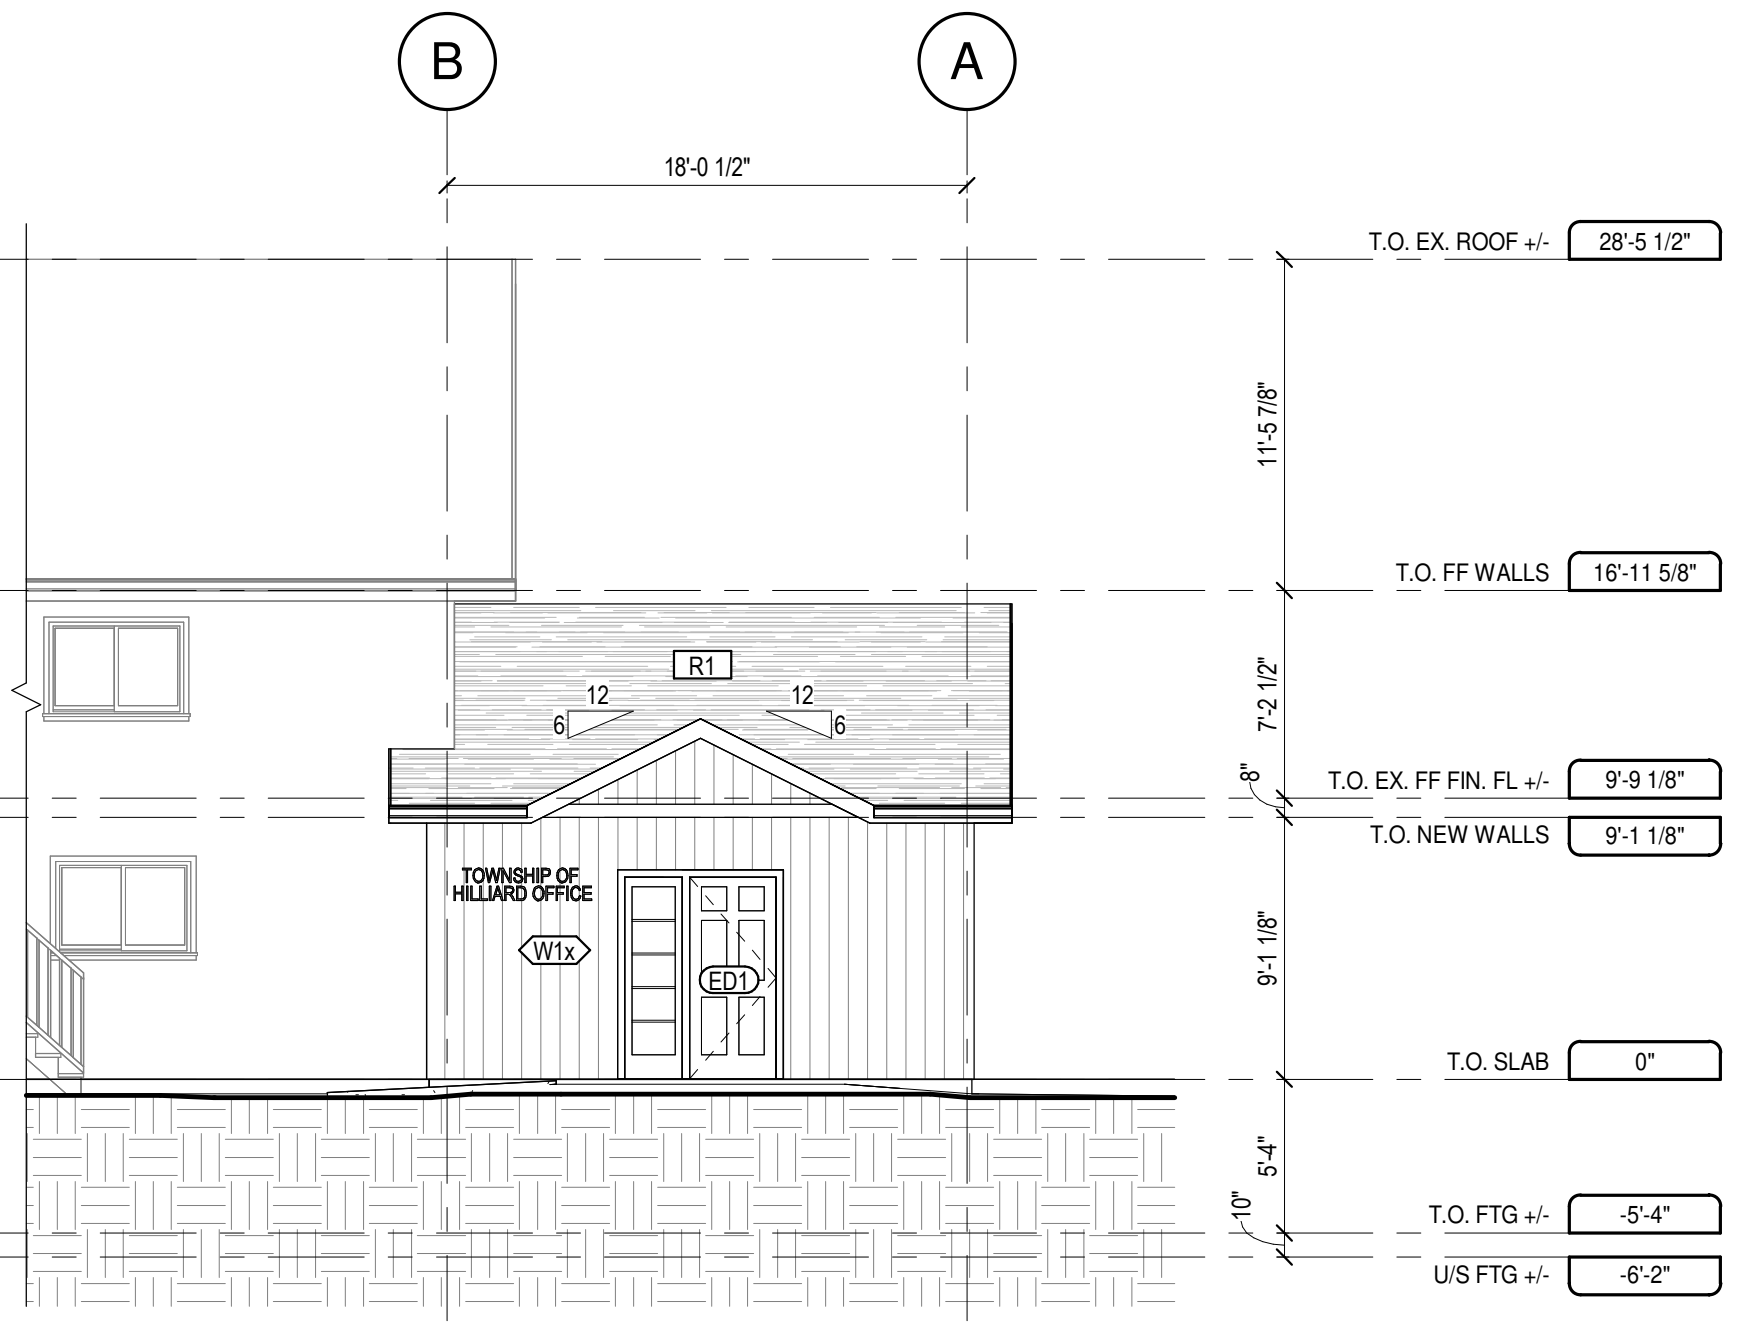 B
A
18'-0 1/2"
T.O. EX. ROOF +/- 28'-5 1/2"
11'-5 7/8"
T.O. FF WALLS 16'-11 5/8"
R1
12
12
6
6
7'-2 1/2"
8"
T.O. EX. FF FIN. FL +/- 9'-9 1/8"
T.O. NEW WALLS 9'-1 1/8"
TOWNSHIP OF
HILLIARD OFFICE
W1x
ED1
9'-1 1/8"
T.O. SLAB 0"
5'-4"
10"
T.O. FTG +/- -5'-4"
U/S FTG +/- -6'-2"